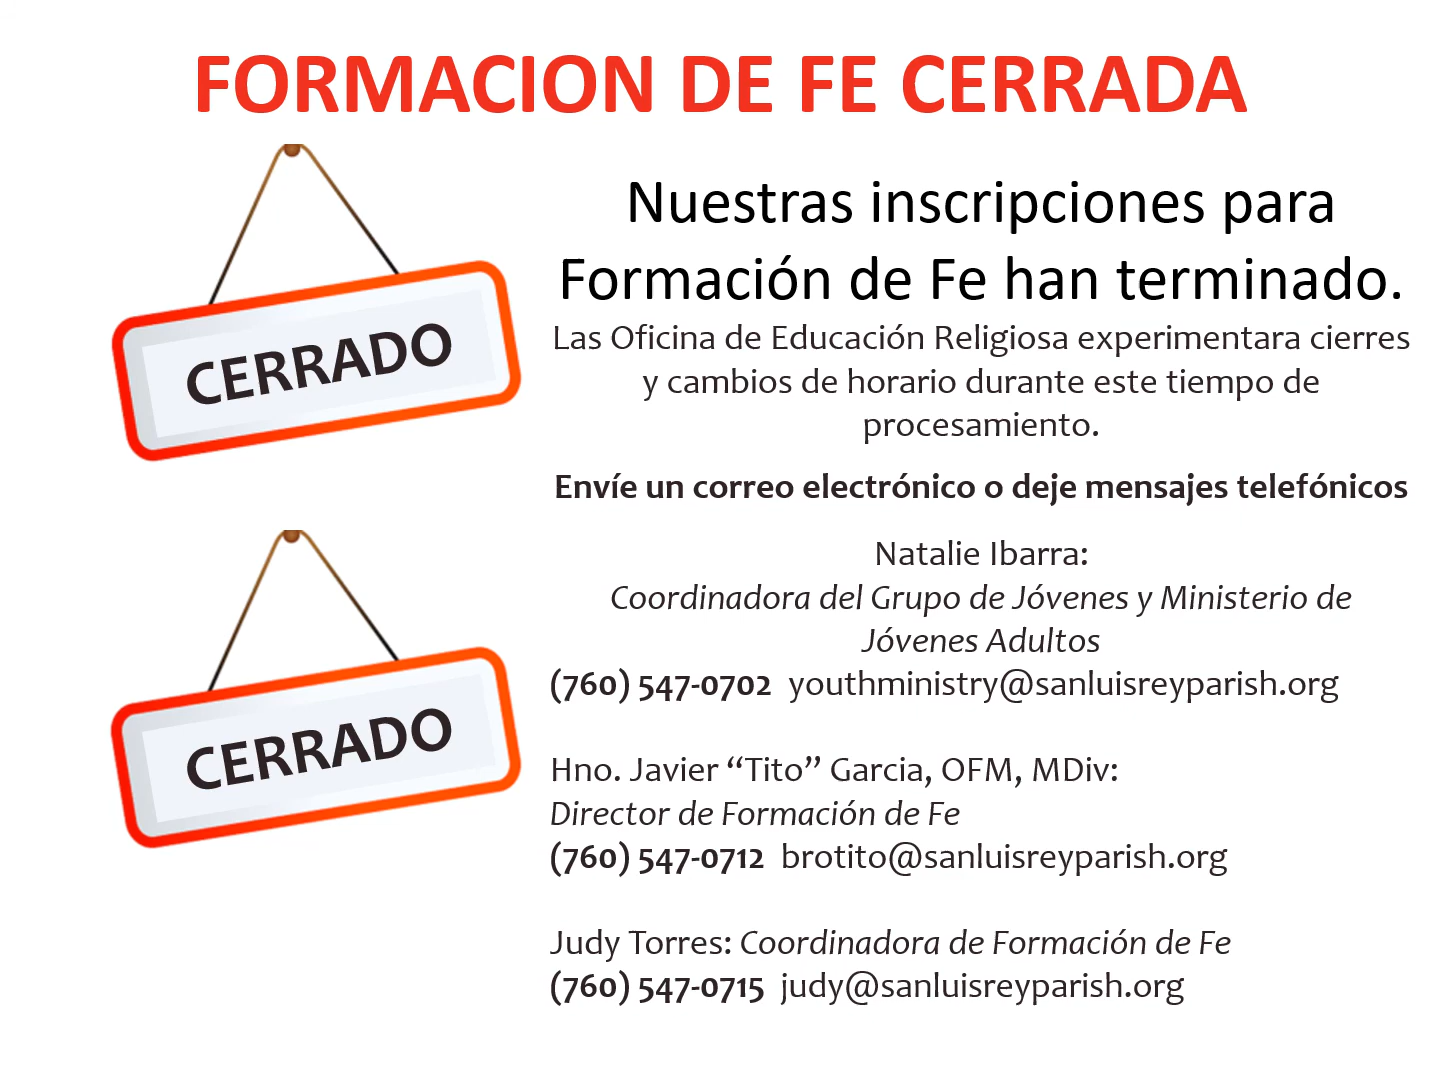 FORMACION DE FE CERRADA
CERRADO
Nuestras inscripciones para
Formación de Fe han terminado.
Las Oficina de Educación Religiosa experimentara cierres
y cambios de horario durante este tiempo de
procesamiento.
Envíe un correo electrónico o deje mensajes telefónicos
CERRADO
Natalie Ibarra:
Coordinadora del Grupo de Jóvenes y Ministerio de
Jóvenes Adultos
(760) 547-0702  youthministry@sanluisreyparish.org
Hno. Javier “Tito” Garcia, OFM, MDiv:
Director de Formación de Fe
(760) 547-0712  brotito@sanluisreyparish.org
Judy Torres: Coordinadora de Formación de Fe
(760) 547-0715  judy@sanluisreyparish.org